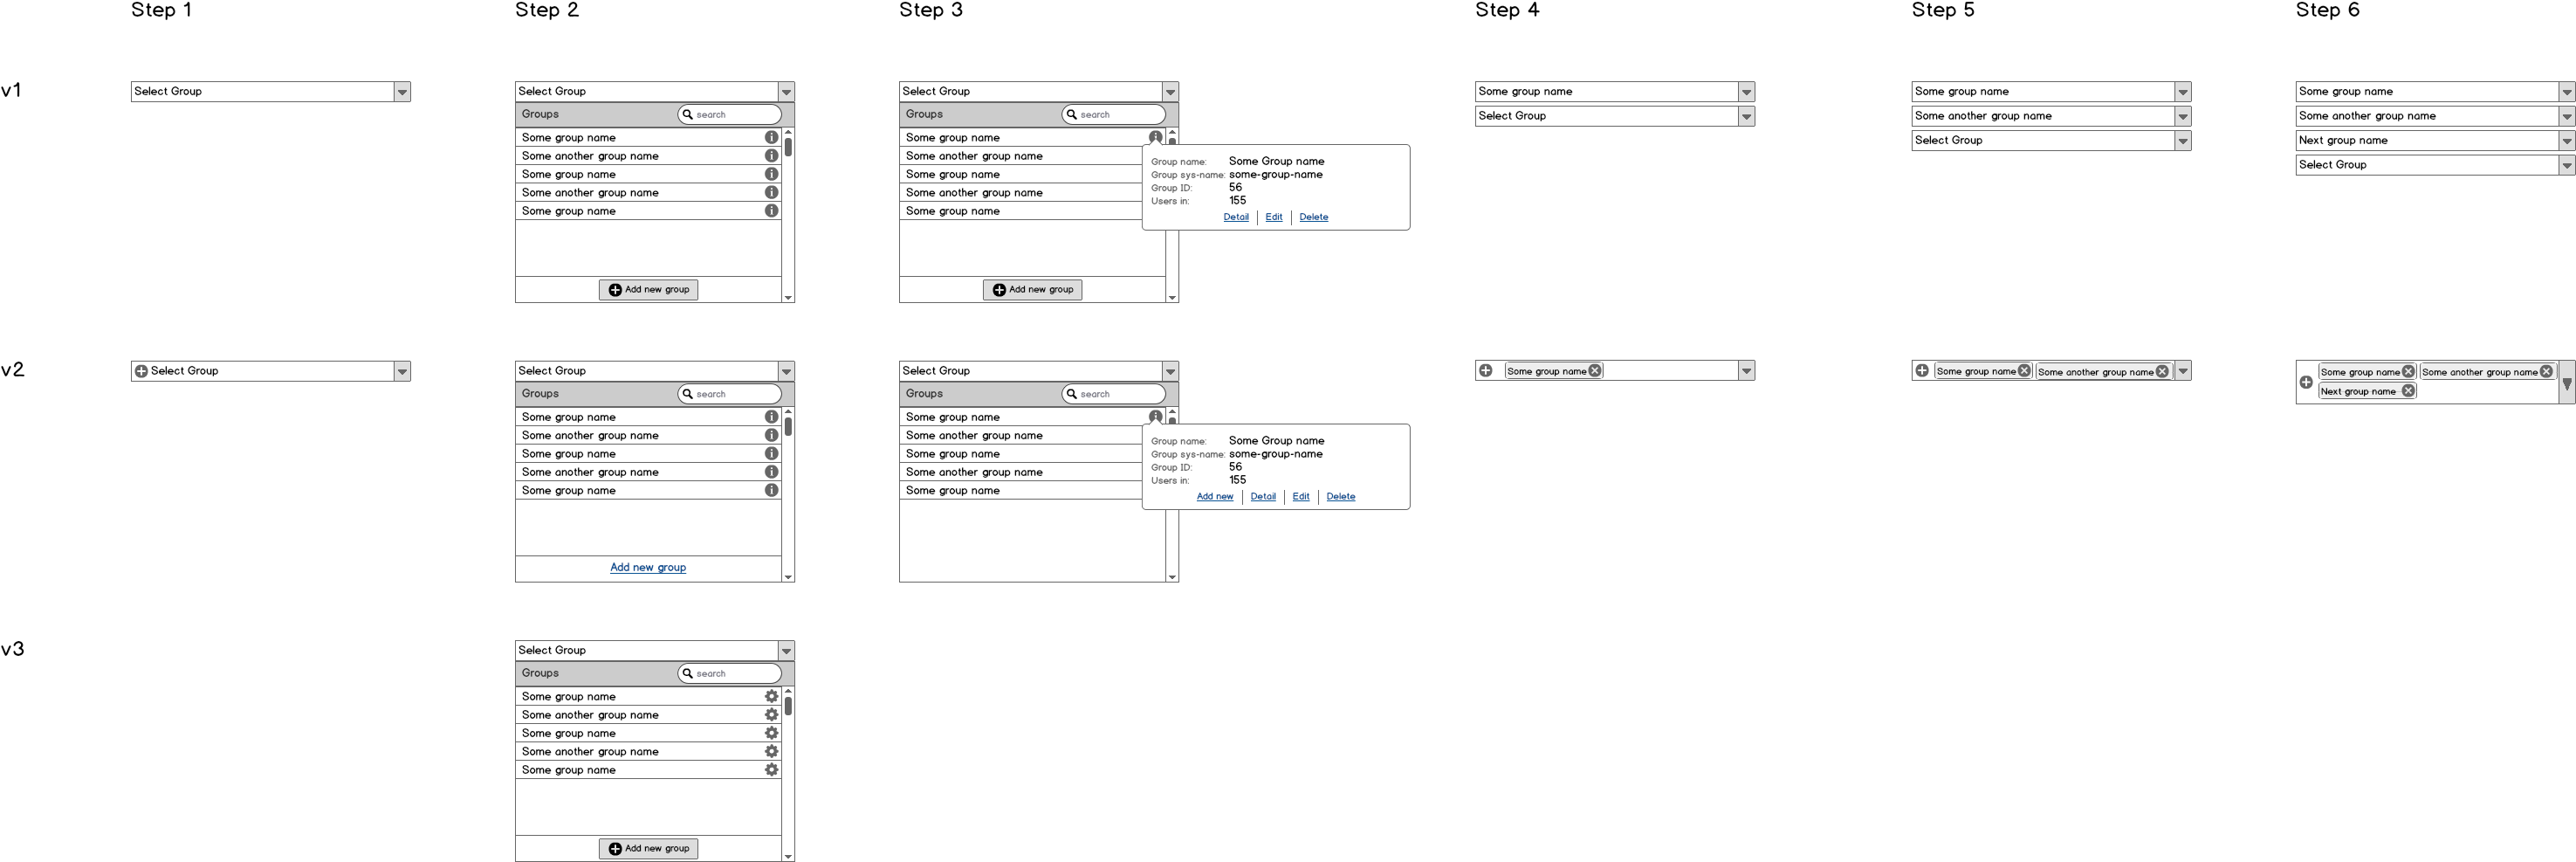 Step 1
Step 2
Step 3
Step 4
Step 5
Step 6
v1
Select Group
Select Group
Groups
search
Some group name
Some another group name
Some group name
Some another group name
Some group name
Add new group
Select Group
Groups
search
Some group name
Some another group name
Some group name
Some another group name
Some group name
Add new group
Group name: Some Group name
Group sys-name: some-group-name
Group ID: 56
Users in: 155
Detail Edit Delete
Some group name
Select Group
Some group name
Some another group name
Select Group
Some group name
Some another group name
Next group name
Select Group
v2
Select Group
Select Group
Groups
search
Some group name
Some another group name
Some group name
Some another group name
Some group name
Add new group
Select Group
Groups
search
Some group name
Some another group name
Some group name
Some another group name
Some group name
Group name: Some Group name
Group sys-name: some-group-name
Group ID: 56
Users in: 155
Add new Detail Edit Delete
Some group name
Some group name Some another group name
Some group name Some another group name
Next group name
v3
Select Group
Groups
search
Some group name
Some another group name
Some group name
Some another group name
Some group name
Add new group